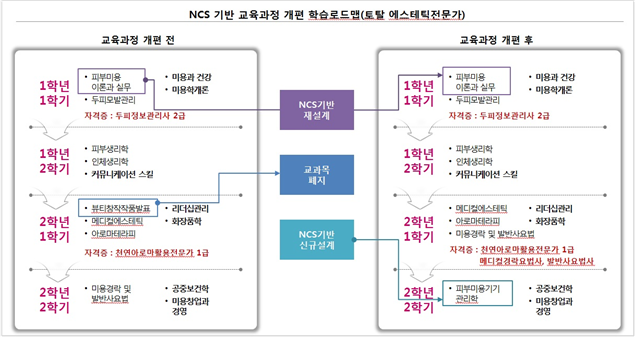 NCS 기반 교육과정 개편 학습로드맵(토탈 에스테틱전문가)
교육과정 개편 전
1학년
1학기
• 피부미용
이론과 실무
• 두피모발관리
• 미용과 건강
• 미용학개론
자격증 : 두피정보관리사 2급
1학년
2학기
• 피부생리학
• 인체생리학
• 커뮤니케이션 스킬
2학년
1학기
• 뷰티창작작품발표
• 메디컬에스테틱
• 아로마테라피
• 리더십관리
• 화장품학
자격증 : 천연아로마활용전문가 1급
2학년
2학기
• 미용경락 및
발반사요법
• 공중보건학
• 미용창업과
경영
NCS기반
재설계
교과목
폐지
NCS기반
신규설계
교육과정 개편 후
1학년
1학기
• 피부미용
이론과 실무
• 두피모발관리
• 미용과 건강
• 미용학개론
자격증 : 두피정보관리사 2급
1학년
2학기
• 피부생리학
• 인체생리학
• 커뮤니케이션 스킬
2학년
1학기
• 메디컬에스테틱
• 아로마테라피
• 미용경락 및 발반사요법
• 리더십관리
• 화장품학
자격증 : 천연아로마활용전문가 1급
메디컬경락요법사, 발반사요법사
2학년
2학기
• 피부미용기기
관리학
• 공중보건학
• 미용창업과
경영